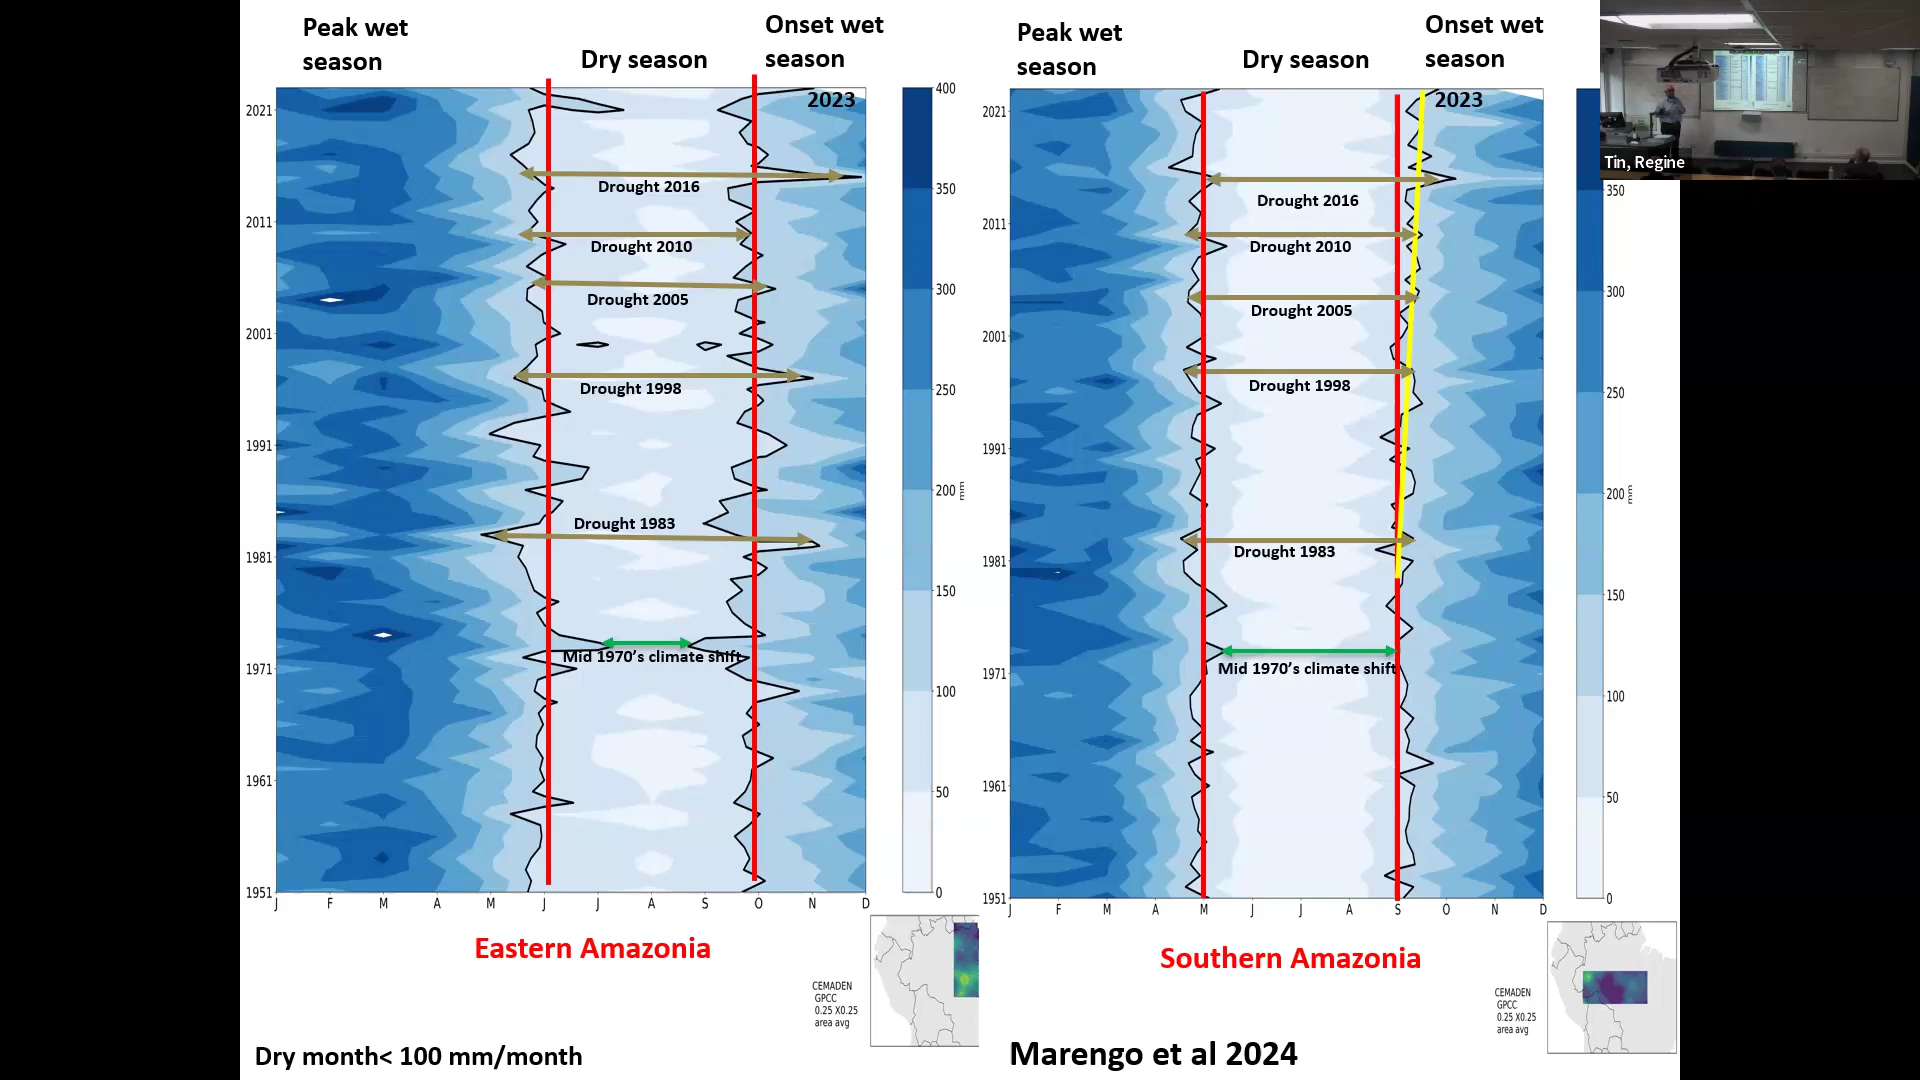 Peak wet
season
Dry season
Onset wet
season
2023
2021
2011
2001
1991
1981
1971
1961
1951
J F M A M J J A S O N D
Drought 2016
Drought 2010
Drought 2005
Drought 1998
Drought 1983
Mid 1970's climate shift
400
350
300
250
200
150
100
50
0
mm
Eastern Amazonia
CEMADEN
GPCC
0.25 X0.25
area avg
Dry month< 100 mm/month
Peak wet
season
Dry season
Onset wet
season
2023
2021
2011
2001
1991
1981
1971
1961
1951
J F M A M J J A S O N D
Drought 2016
Drought 2010
Drought 2005
Drought 1998
Drought 1983
Mid 1970's climate shift
350
300
250
200
150
100
50
0
mm
Southern Amazonia
CEMADEN
GPCC
0.25 X0.25
area avg
Marengo et al 2024
Tin, Regine